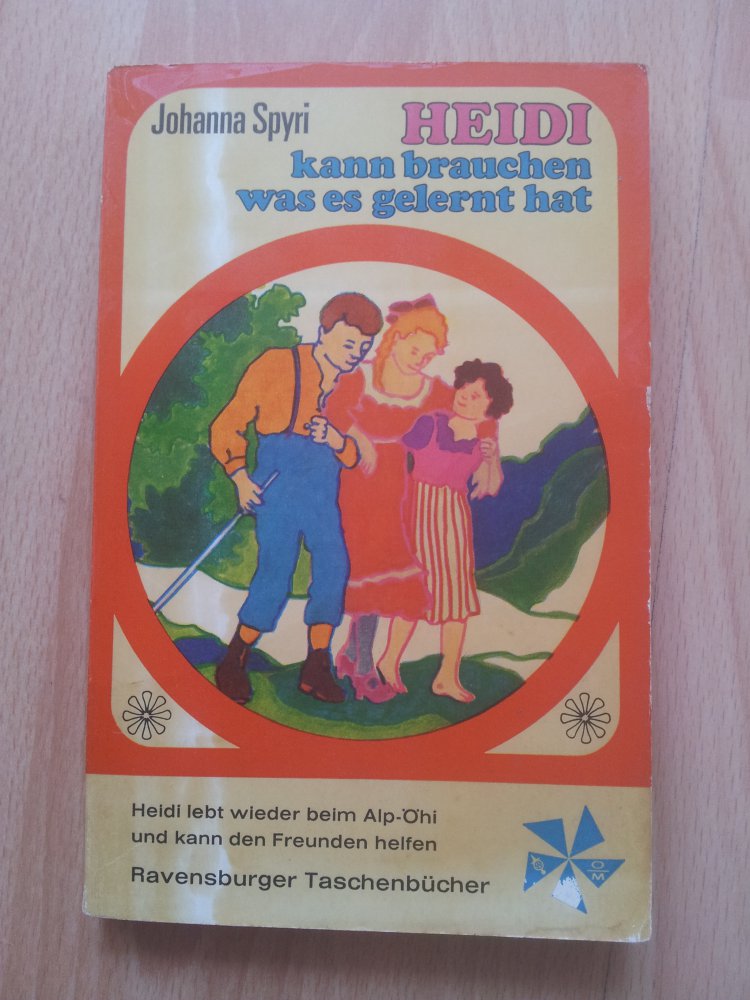 Johanna Spyri
HEIDI
kann brauchen
was es gelernt hat
Heidi lebt wieder beim Alp-Öhi
und kann den Freunden helfen
Ravensburger Taschenbücher
O
M